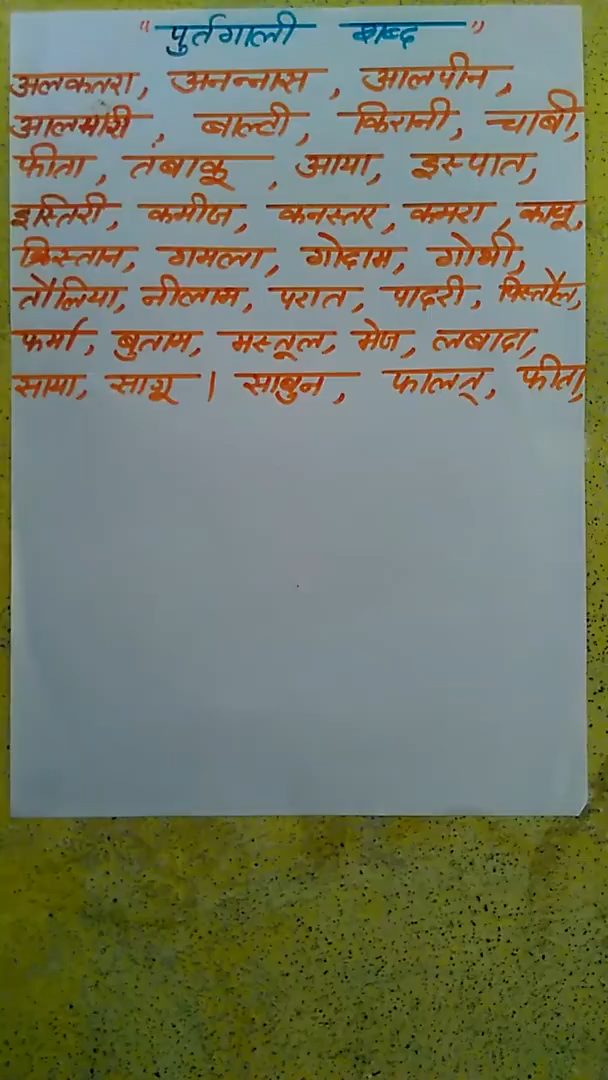 "पुर्तगाली शब्द"
अलकतरा, अनन्नास, आलपीन,
आलमारी, बाल्टी, किरानी, चाबी,
फीता, तंबाकू, आया, इस्पात,
इस्तिरी, कमीज, कनस्तर, कमरा, काजू,
क्रिस्तान, गमला, गोदाम, गोभी,
तौलिया, नीलाम, परात, पादरी, पिस्तौल,
फर्मा, बुताम, मस्तूल, मेज, लबादा,
साया, सागू। साबुन, फालतू, फीता,